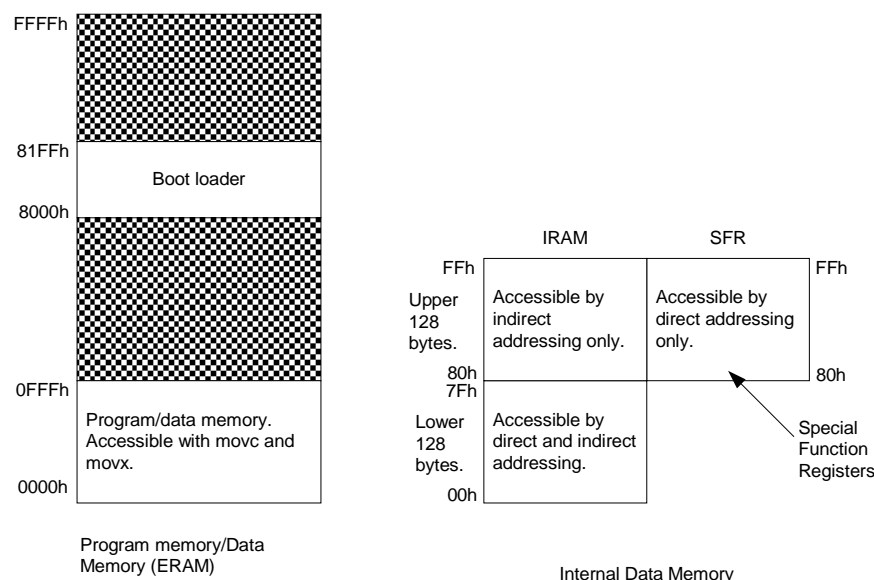 FFFFh
81FFh
Boot loader
8000h
0FFFh
Program/data memory.
Accessible with movc and
movx.
0000h
Program memory/Data
Memory (ERAM)
IRAM
SFR
FFh
FFh
Upper
128
bytes.
Accessible by
indirect
addressing only.
Accessible by
direct addressing
only.
80h
80h
7Fh
Lower
128
bytes.
Accessible by
direct and indirect
addressing.
Special
Function
Registers
00h
Internal Data Memory